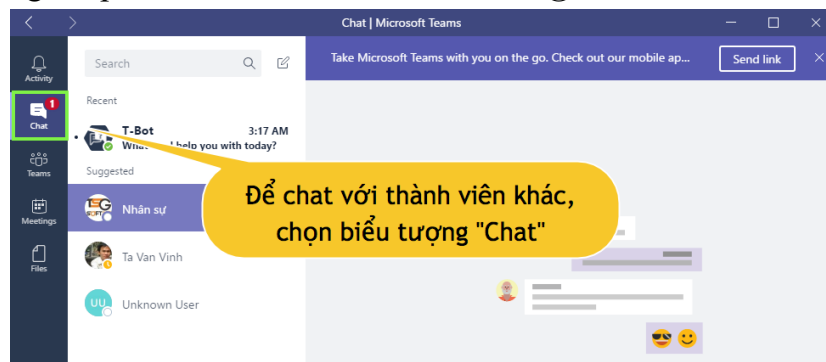 Chat | Microsoft Teams
Search
Take Microsoft Teams with you on the go. Check out our mobile ap...
Send link
Activity
1
Chat
Teams
Meetings
Files
Recent
T-Bot 3:17 AM
help you with today?
Suggested
Nhân sự
Ta Van Vinh
UU
Unknown User
Để chat với thành viên khác,
chọn biểu tượng "Chat"